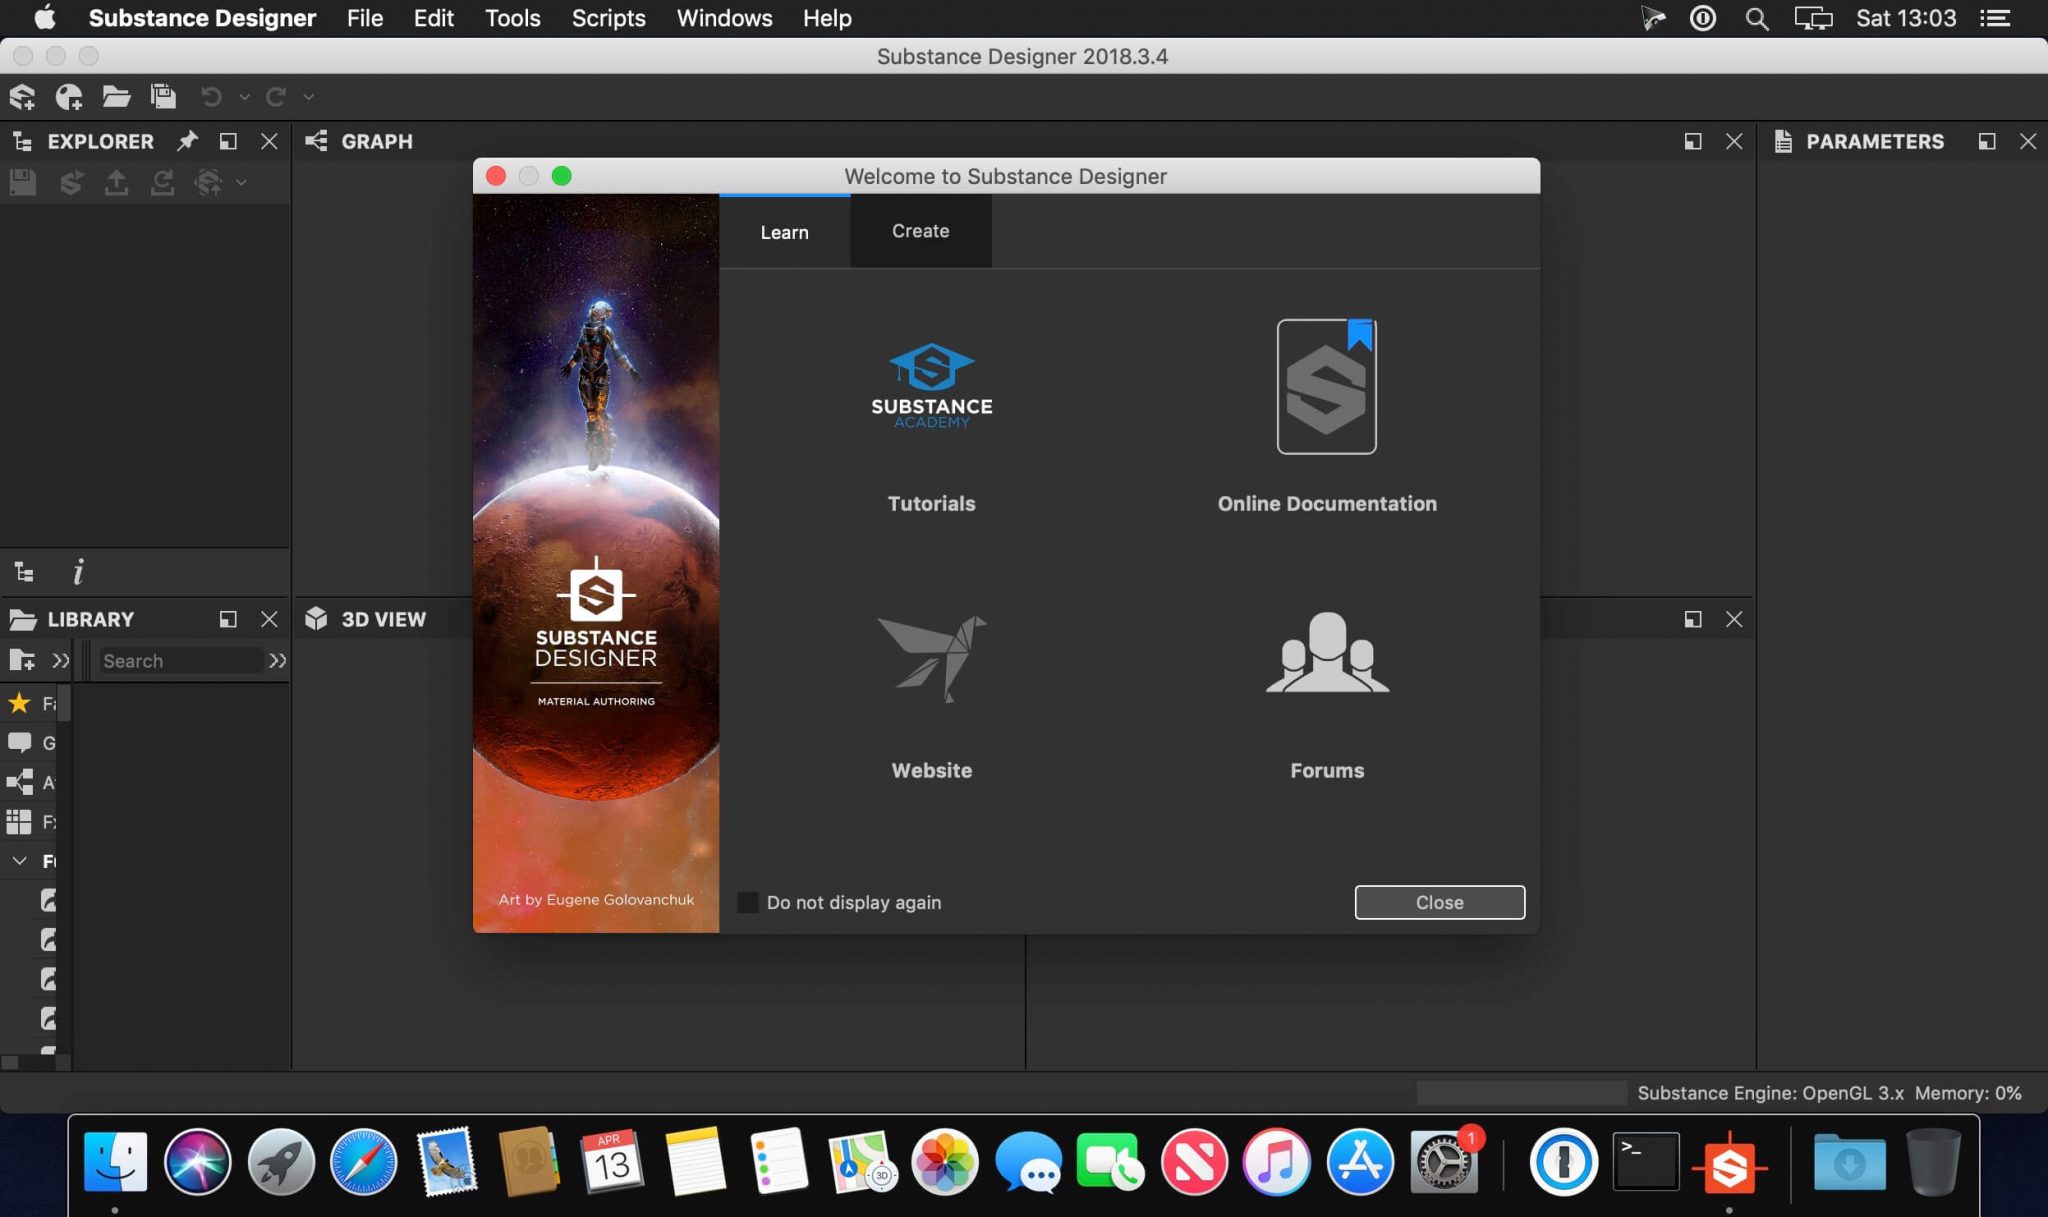 Substance Designer File Edit Tools Scripts Windows Help Sat 13:03
Substance Designer 2018.3.4
EXPLORER
GRAPH
PARAMETERS
Welcome to Substance Designer
Learn
Create
SUBSTANCE
ACADEMY
Tutorials
Online Documentation
Website
Forums
SUBSTANCE
DESIGNER
MATERIAL AUTHORING
Art by Eugene Golovanchuk
Do not display again
Close
i
LIBRARY
Search
3D VIEW
Substance Engine: OpenGL 3.x Memory: 0%
APR
13
3D
1
>_